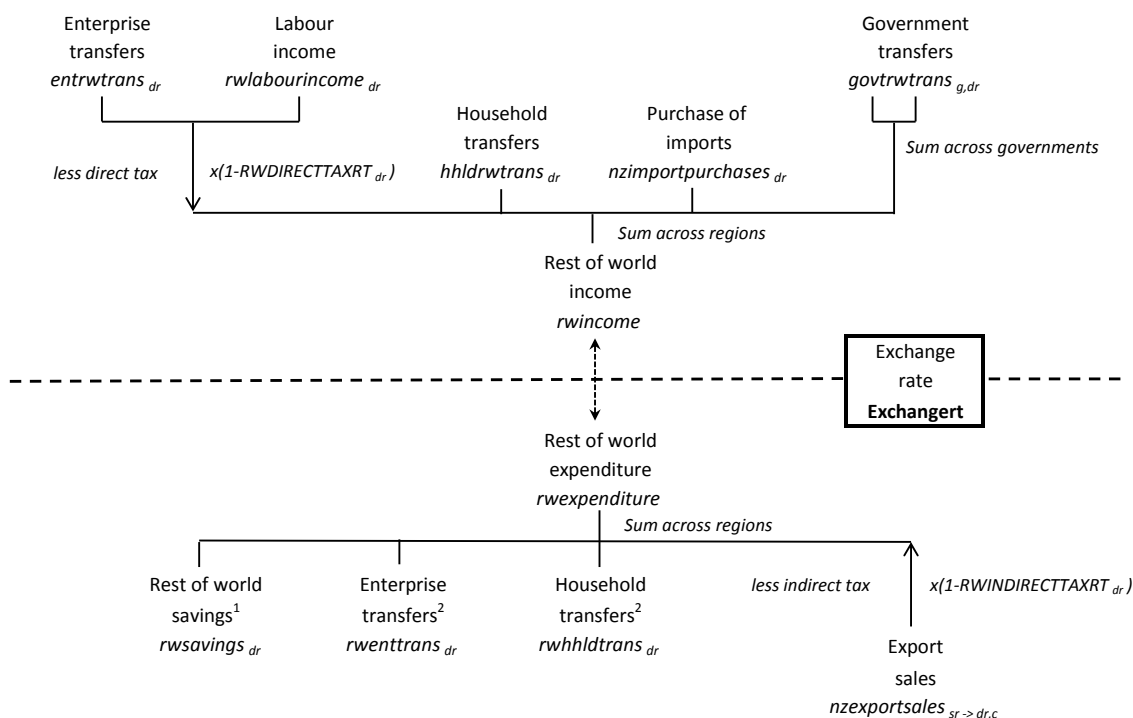 Enterprise
transfers
entrwtrans dr
Labour
income
rwlabourincome dr
Government
transfers
govtrwtrans g,dr
Household
transfers
hhldrwtrans dr
Purchase of
imports
nzimportpurchases dr
Sum across governments
less direct tax
x(1-RWDIRECTTAXRT dr)
Sum across regions
Rest of world
income
rwincome
Exchange
rate
Exchangert
Rest of world
expenditure
rwexpenditure
Sum across regions
Rest of world
savings1
rwsavings dr
Enterprise
transfers2
rwenttrans dr
Household
transfers2
rwhhldtrans dr
less indirect tax
x(1-RWINDIRECTTAXRT dr)
Export
sales
nzexportsales sr -> dr,c